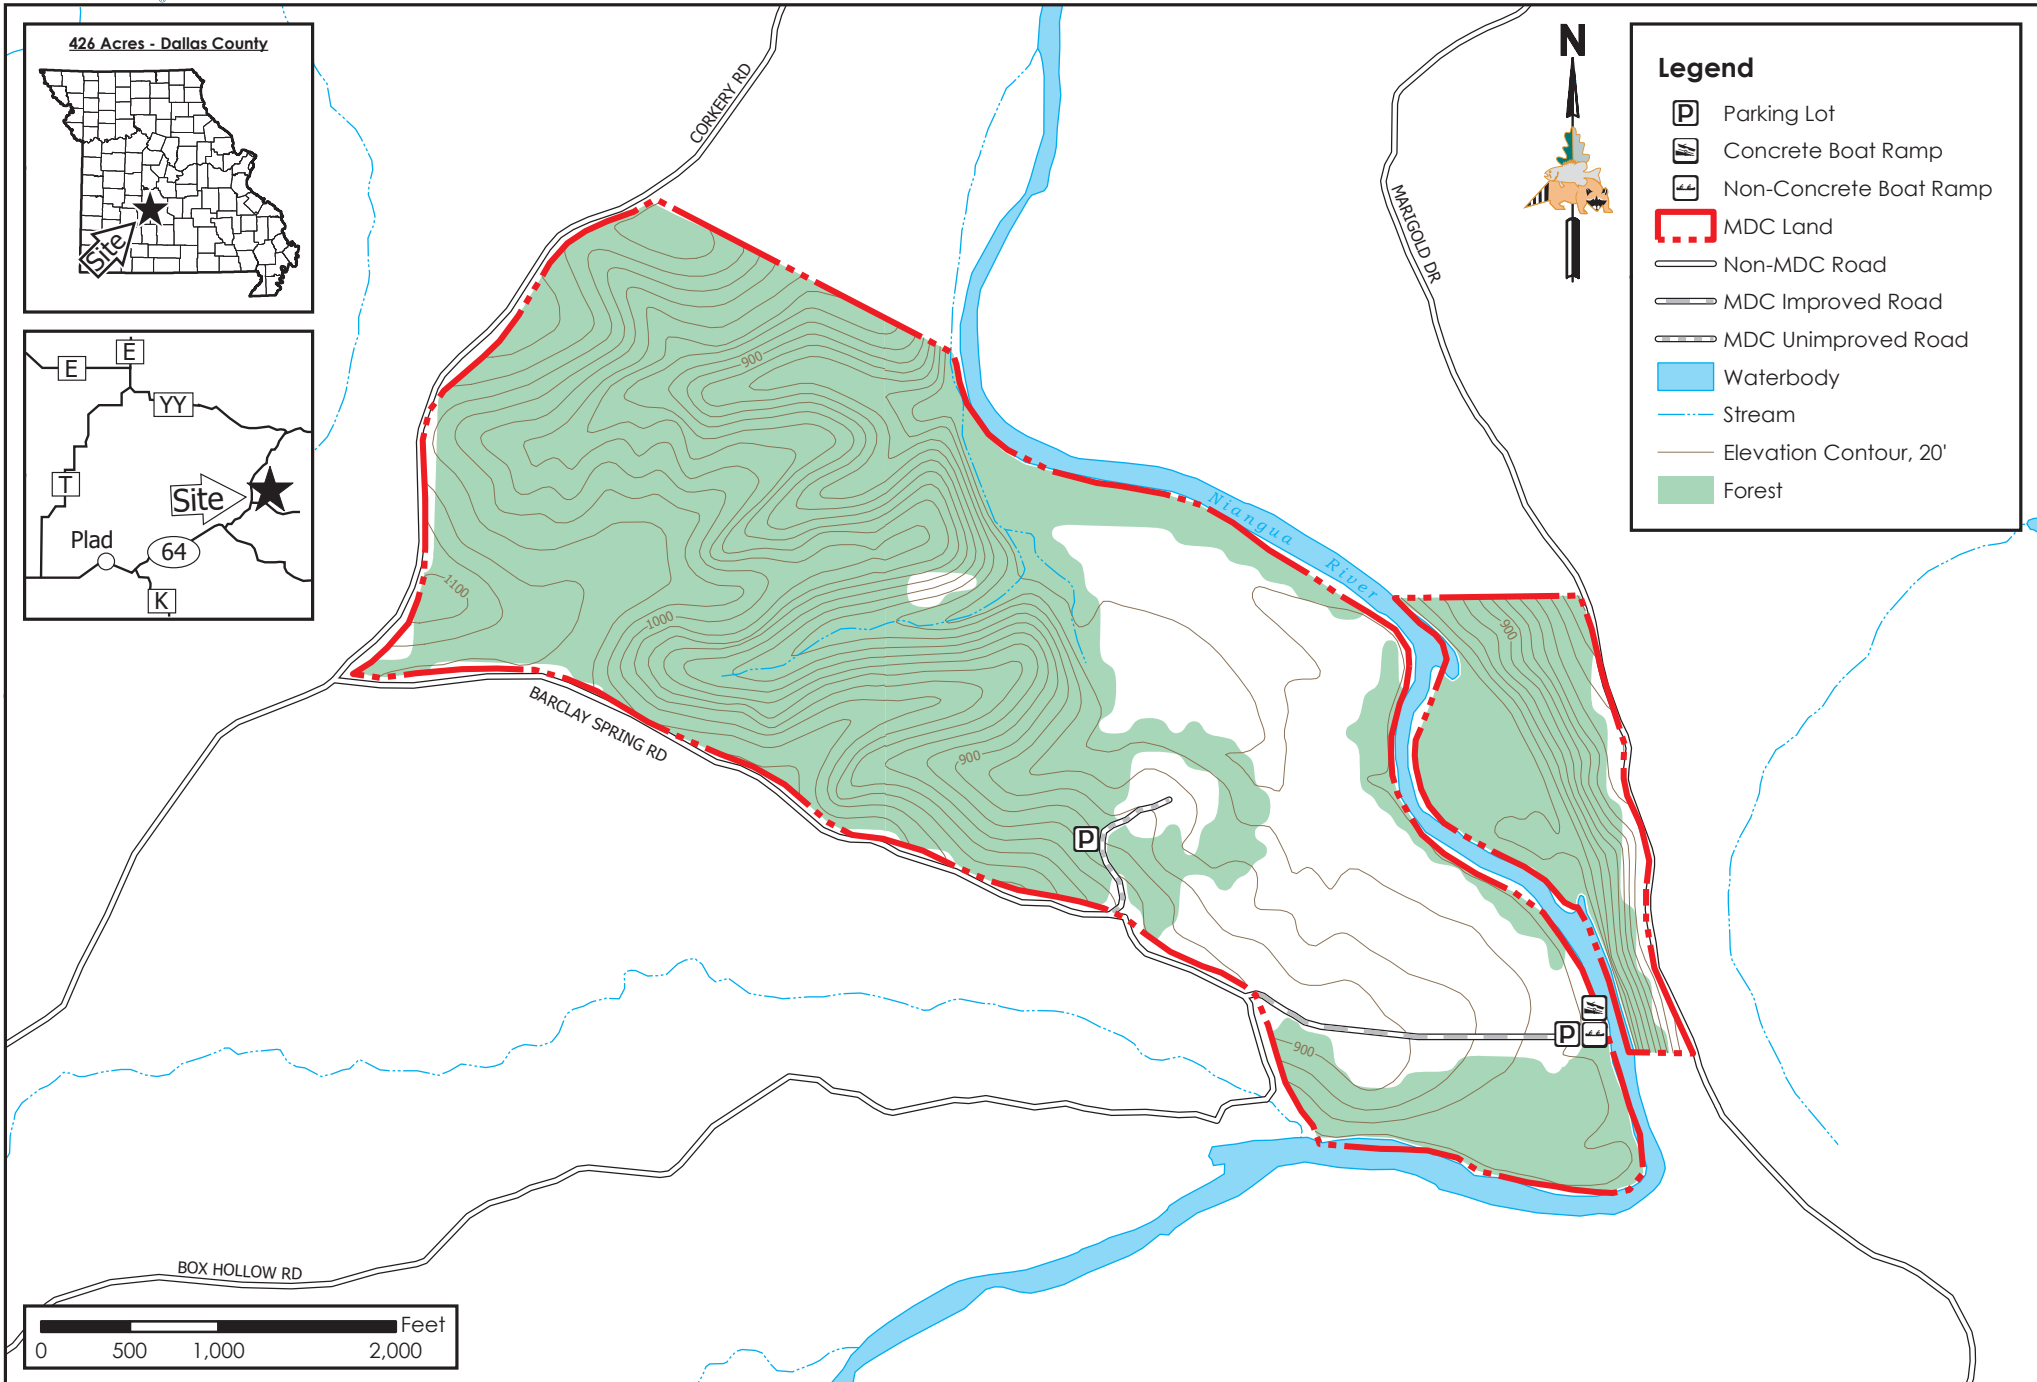 426 Acres - Dallas County
Site
E
E
YY
T
Site
Plad
64
K
CORKERY RD
MARIGOLD DR
N
Legend
P Parking Lot
Concrete Boat Ramp
Non-Concrete Boat Ramp
MDC Land
Non-MDC Road
MDC Improved Road
MDC Unimproved Road
Waterbody
Stream
Elevation Contour, 20'
Forest
900
Niangua River
1100
1000
900
BARCLAY SPRING RD
900
P
P
900
BOX HOLLOW RD
Feet
0 500 1,000 2,000